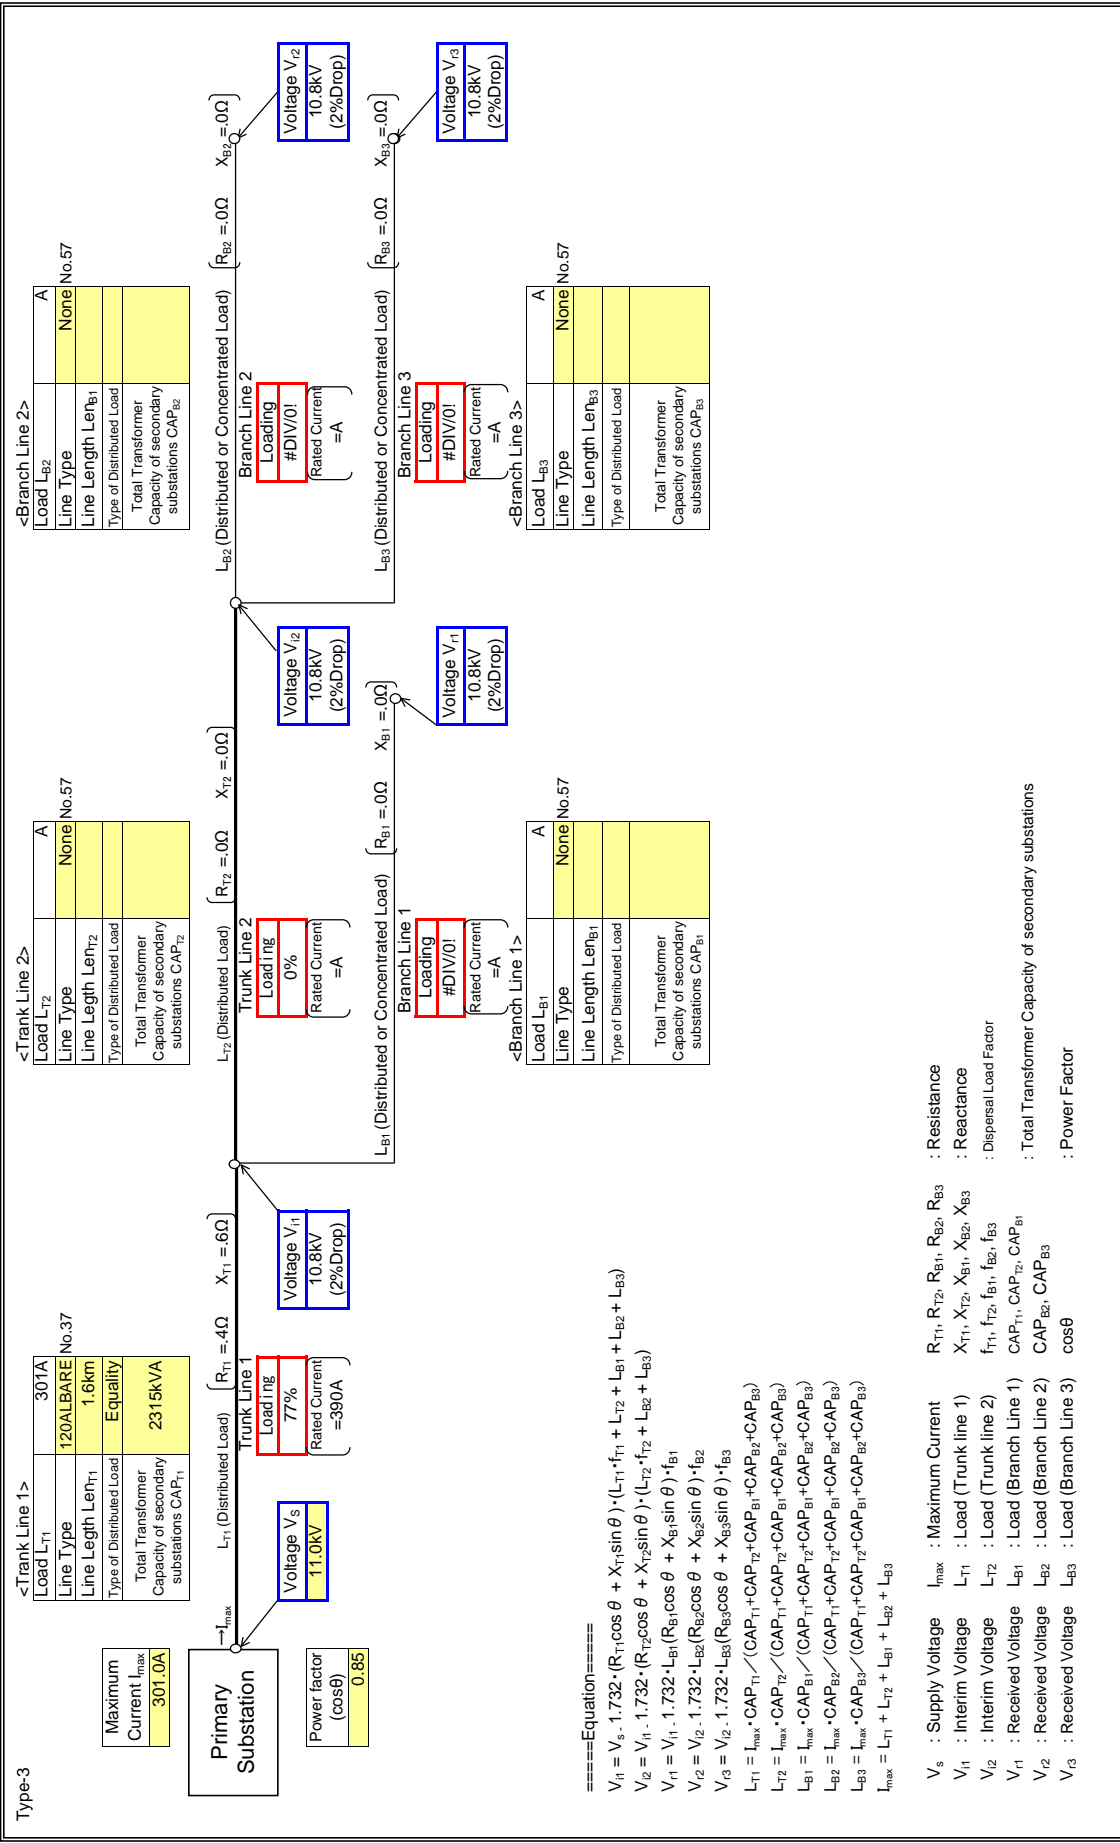 Type-3
<Trank Line 1>
Load LT1 301A
Line Type 120ALBARE No.37
Line Legth LenT1 1.6km
Type of Distributed Load Equality
Total Transformer
Capacity of secondary
substations CAPT1
2315kVA
<Trank Line 2>
Load LT2 A
Line Type None No.57
Line Legth LenT2
Type of Distributed Load
Total Transformer
Capacity of secondary
substations CAPT2
<Branch Line 2>
Load LB2 A
Line Type None No.57
Line Length LenB1
Type of Distributed Load
Total Transformer
Capacity of secondary
substations CAPB2
Maximum
Current Imax
301.0A
Primary
Substation
Power factor
(cosθ)
0.85
→Imax
Voltage Vs
11.0kV
LT1 (Distributed Load)
RT1 =.4Ω XT1 =.6Ω
Trunk Line 1
Loading
77%
Rated Current
=390A
Voltage Vi1
10.8kV
(2%Drop)
LT2 (Distributed Load)
RT2 =.0Ω XT2 =.0Ω
Trunk Line 2
Loading
0%
Rated Current
=A
Voltage Vi2
10.8kV
(2%Drop)
LB2 (Distributed or Concentrated Load)
RB2 =.0Ω XB2 =.0Ω
Branch Line 2
Loading
#DIV/0!
Rated Current
=A
Voltage Vr2
10.8kV
(2%Drop)
LB1 (Distributed or Concentrated Load)
RB1 =.0Ω XB1 =.0Ω
Branch Line 1
Loading
#DIV/0!
Rated Current
=A
Voltage Vr1
10.8kV
(2%Drop)
LB3 (Distributed or Concentrated Load)
RB3 =.0Ω XB3 =.0Ω
Branch Line 3
Loading
#DIV/0!
Rated Current
=A
Voltage Vr3
10.8kV
(2%Drop)
<Branch Line 1>
Load LB1 A
Line Type None No.57
Line Length LenB1
Type of Distributed Load
Total Transformer
Capacity of secondary
substations CAPB1
<Branch Line 3>
Load LB3 A
Line Type None No.57
Line Length LenB3
Type of Distributed Load
Total Transformer
Capacity of secondary
substations CAPB3
=====Equation=====
Vi1 = Vs - 1.732・(RT1cos θ + XT1sin θ)・(LT1・fT1 + LT2 + LB1 + LB2 + LB3)
Vi2 = Vi1 - 1.732・(RT2cos θ + XT2sin θ)・(LT2・fT2 + LB2 + LB3)
Vr1 = Vi1 - 1.732・LB1(RB1cos θ + XB1sin θ)・fB1
Vr2 = Vi2 - 1.732・LB2(RB2cos θ + XB2sin θ)・fB2
Vr3 = Vi2 - 1.732・LB3(RB3cos θ + XB3sin θ)・fB3
LT1 = Imax・CAPT1／(CAPT1+CAPT2+CAPB1+CAPB2+CAPB3)
LT2 = Imax・CAPT2／(CAPT1+CAPT2+CAPB1+CAPB2+CAPB3)
LB1 = Imax・CAPB1／(CAPT1+CAPT2+CAPB1+CAPB2+CAPB3)
LB2 = Imax・CAPB2／(CAPT1+CAPT2+CAPB1+CAPB2+CAPB3)
LB3 = Imax・CAPB3／(CAPT1+CAPT2+CAPB1+CAPB2+CAPB3)
Imax = LT1 + LT2 + LB1 + LB2 + LB3
Vs : Supply Voltage Imax : Maximum Current RT1, RT2, RB1, RB2, RB3 : Resistance
Vi1 : Interim Voltage LT1 : Load (Trunk line 1) XT1, XT2, XB1, XB2, XB3 : Reactance
Vi2 : Interim Voltage LT2 : Load (Trunk line 2) fT1, fT2, fB1, fB2, fB3 : Dispersal Load Factor
Vr1 : Received Voltage LB1 : Load (Branch Line 1) CAPT1, CAPT2, CAPB1 : Total Transformer Capacity of secondary substations
Vr2 : Received Voltage LB2 : Load (Branch Line 2) CAPB2, CAPB3
Vr3 : Received Voltage LB3 : Load (Branch Line 3) cosθ : Power Factor